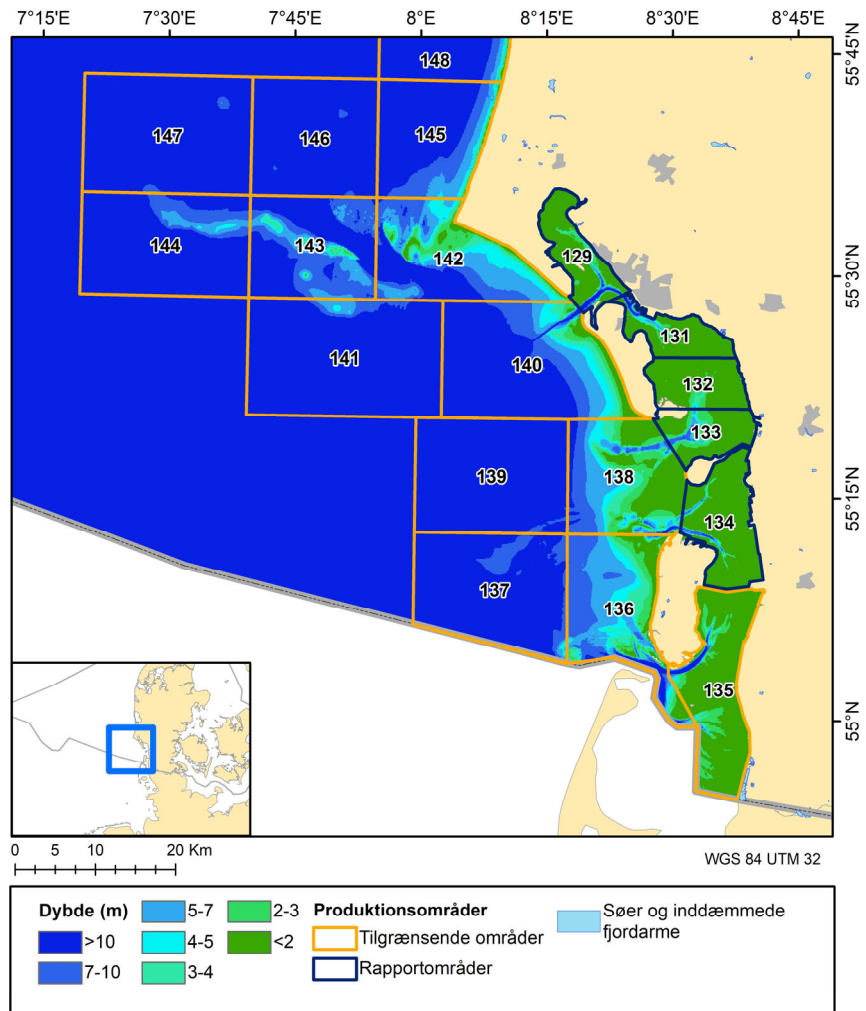 7°15'E 7°30'E 7°45'E 8°E 8°15'E 8°30'E 8°45'E
55°45'N
148
147 146 145
144 143 142 129
55°30'N
131
141 140 132
133
139 138
55°15'N
134
137 136
135
55°N
0 5 10 20 Km
WGS 84 UTM 32
Dybde (m)
>10
7-10
5-7
4-5
3-4
2-3
<2
Produktionsområder
Tilgrænsende områder
Rapportområder
Søer og inddæmmede
fjordarme